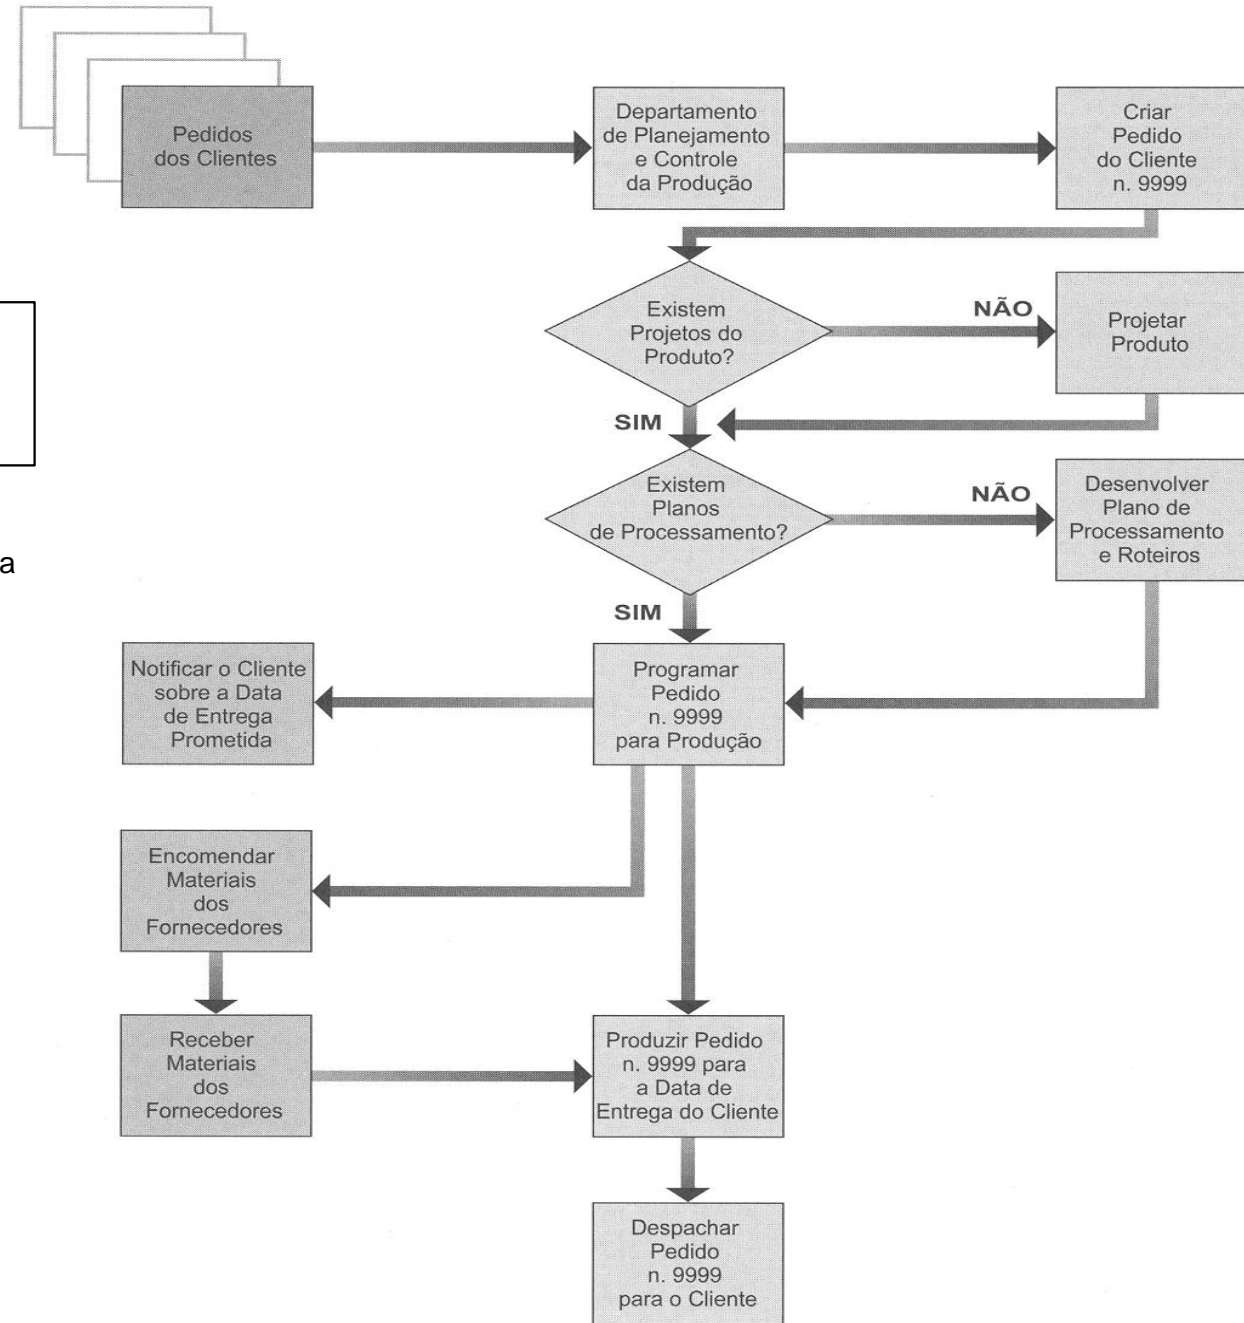 Pedidos
dos Clientes
Departamento
de Planejamento
e Controle
da Produção
Criar
Pedido
do Cliente
n. 9999
Existem
Projetos do
Produto?
NÃO
Projetar
Produto
SIM
Existem
Planos
de Processamento?
NÃO
Desenvolver
Plano de
Processamento
e Roteiros
a
SIM
Notificar o Cliente
sobre a Data
de Entrega
Prometida
Programar
Pedido
n. 9999
para Produção
Encomendar
Materiais
dos
Fornecedores
Receber
Materiais
dos
Fornecedores
Produzir Pedido
n. 9999 para
a Data de
Entrega do Cliente
Despachar
Pedido
n. 9999
para o Cliente